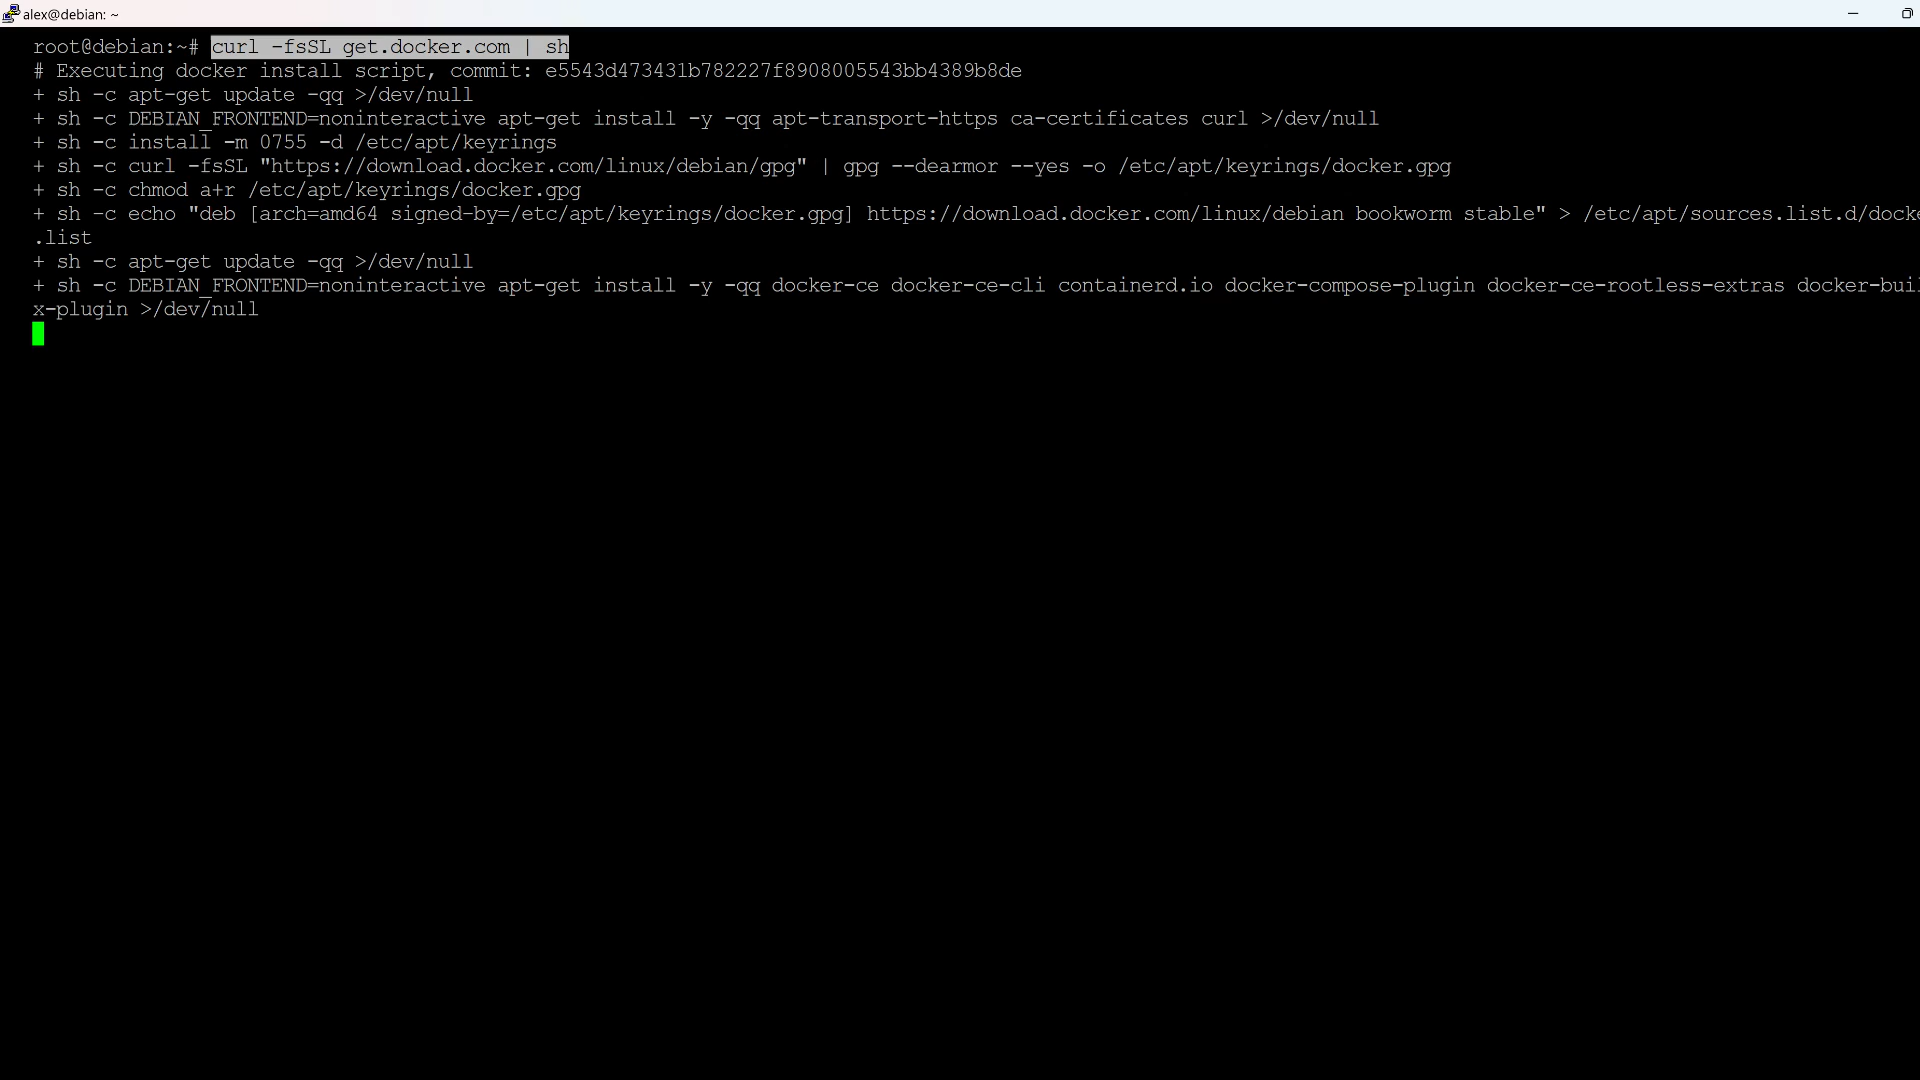 alex@debian: ~
root@debian:~# curl -fsSL get.docker.com | sh
# Executing docker install script, commit: e5543d473431b782227f8908005543bb4389b8de
+ sh -c apt-get update -qq >/dev/null
+ sh -c DEBIAN_FRONTEND=noninteractive apt-get install -y -qq apt-transport-https ca-certificates curl >/dev/null
+ sh -c install -m 0755 -d /etc/apt/keyrings
+ sh -c curl -fsSL "https://download.docker.com/linux/debian/gpg" | gpg --dearmor --yes -o /etc/apt/keyrings/docker.gpg
+ sh -c chmod a+r /etc/apt/keyrings/docker.gpg
+ sh -c echo "deb [arch=amd64 signed-by=/etc/apt/keyrings/docker.gpg] https://download.docker.com/linux/debian bookworm stable" > /etc/apt/sources.list.d/docke
.list
+ sh -c apt-get update -qq >/dev/null
+ sh -c DEBIAN_FRONTEND=noninteractive apt-get install -y -qq docker-ce docker-ce-cli containerd.io docker-compose-plugin docker-ce-rootless-extras docker-buil
x-plugin >/dev/null